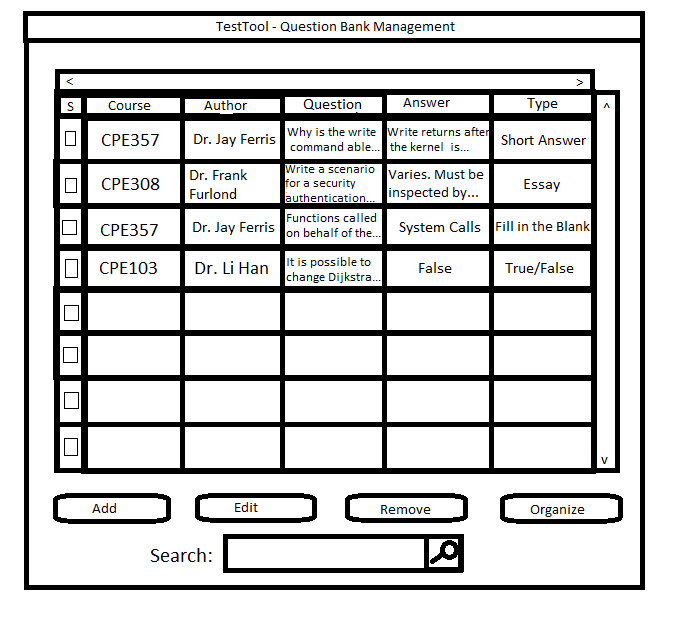 TestTool - Question Bank Management
< >
S Course Author Question Answer Type ^
CPE357 Dr. Jay Ferris Why is the write command able... Write returns after the kernel is... Short Answer
CPE308 Dr. Frank Furlond Write a scenario for a security authentication... Varies. Must be inspected by... Essay
CPE357 Dr. Jay Ferris Functions called on behalf of the... System Calls Fill in the Blank
CPE103 Dr. Li Han It is possible to change Dijkstra... False True/False
v
Add Edit Remove Organize
Search: